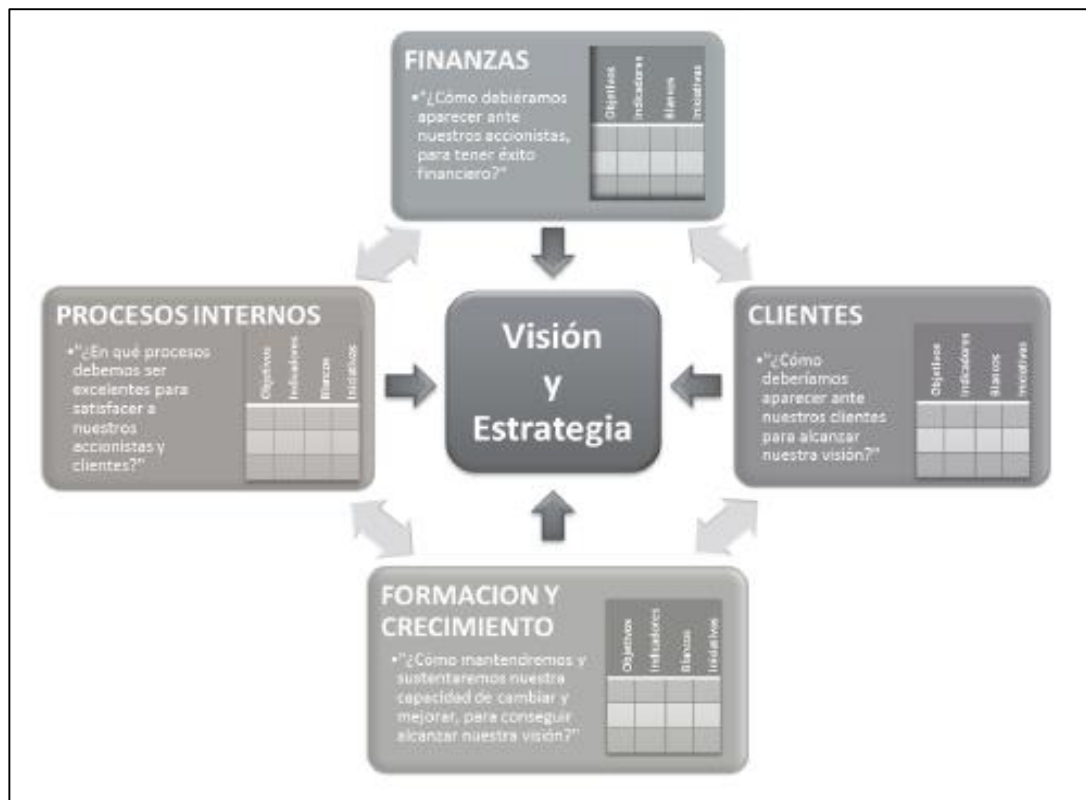 FINANZAS
•"¿Cómo debiéramos
aparecer ante
nuestros accionistas,
para tener éxito
financiero?"
Objetivos
Indicadores
Blancos
Iniciativas
PROCESOS INTERNOS
•"¿En qué procesos
debemos ser
excelentes para
satisfacer a
nuestros
accionistas y
clientes?"
Objetivos
Indicadores
Blancos
Iniciativos
Visión
y
Estrategia
CLIENTES
•"¿Cómo
deberíamos
aparecer ante
nuestros clientes
para alcanzar
nuestra visión?"
Objetivos
Indicadores
Blancos
Iniciativos
FORMACION Y
CRECIMIENTO
•"¿Cómo mantendremos y
sustentaremos nuestra
capacidad de cambiar y
mejorar, para conseguir
alcanzar nuestra visión?"
Objetivos
Indicadores
Blancos
Iniciativos